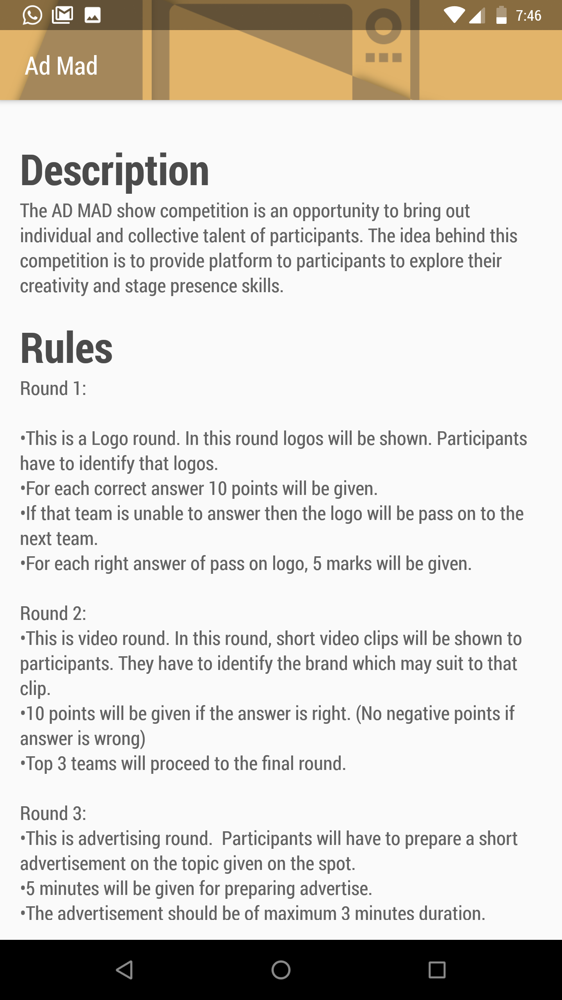 7:46
Ad Mad
Description
The AD MAD show competition is an opportunity to bring out
individual and collective talent of participants. The idea behind this
competition is to provide platform to participants to explore their
creativity and stage presence skills.
Rules
Round 1:
•This is a Logo round. In this round logos will be shown. Participants
have to identify that logos.
•For each correct answer 10 points will be given.
•If that team is unable to answer then the logo will be pass on to the
next team.
•For each right answer of pass on logo, 5 marks will be given.
Round 2:
•This is video round. In this round, short video clips will be shown to
participants. They have to identify the brand which may suit to that
clip.
•10 points will be given if the answer is right. (No negative points if
answer is wrong)
•Top 3 teams will proceed to the final round.
Round 3:
•This is advertising round.  Participants will have to prepare a short
advertisement on the topic given on the spot.
•5 minutes will be given for preparing advertise.
•The advertisement should be of maximum 3 minutes duration.